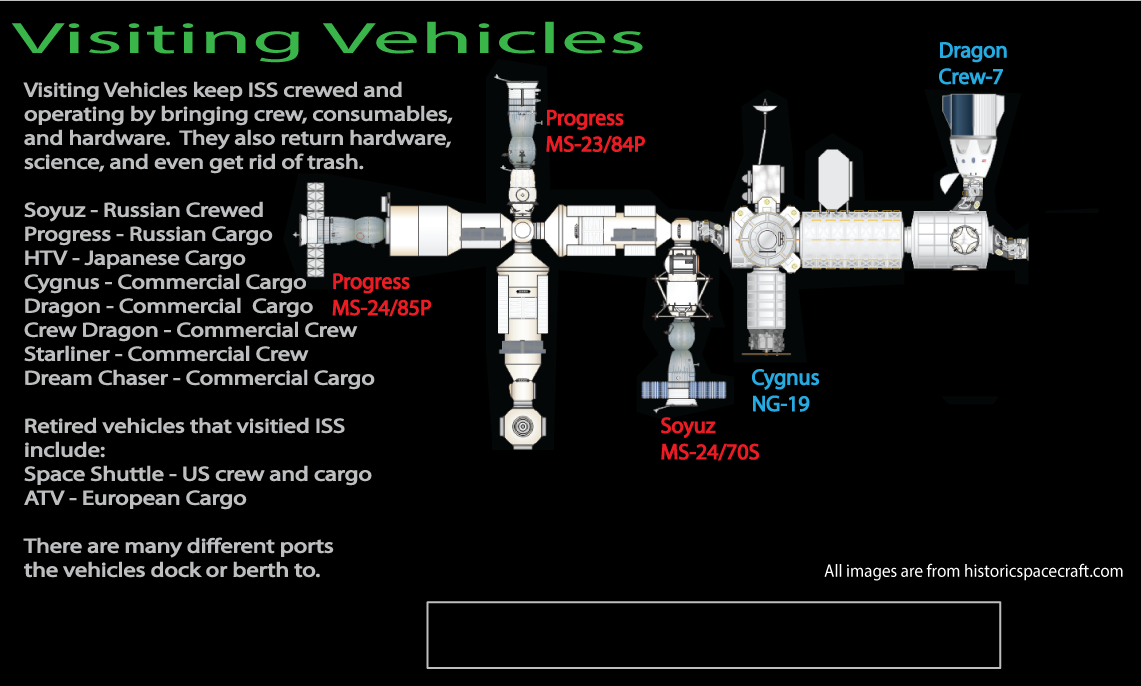 Visiting Vehicles
Visiting Vehicles keep ISS crewed and
operating by bringing crew, consumables,
and hardware.  They also return hardware,
science, and even get rid of trash.
Soyuz - Russian Crewed
Progress - Russian Cargo
HTV - Japanese Cargo
Cygnus - Commercial Cargo
Dragon - Commercial  Cargo
Crew Dragon - Commercial Crew
Starliner - Commercial Crew
Dream Chaser - Commercial Cargo
Retired vehicles that visitied ISS
include:
Space Shuttle - US crew and cargo
ATV - European Cargo
There are many different ports
the vehicles dock or berth to.
Progress
MS-23/84P
Dragon
Crew-7
Progress
MS-24/85P
Cygnus
NG-19
Soyuz
MS-24/70S
All images are from historicspacecraft.com